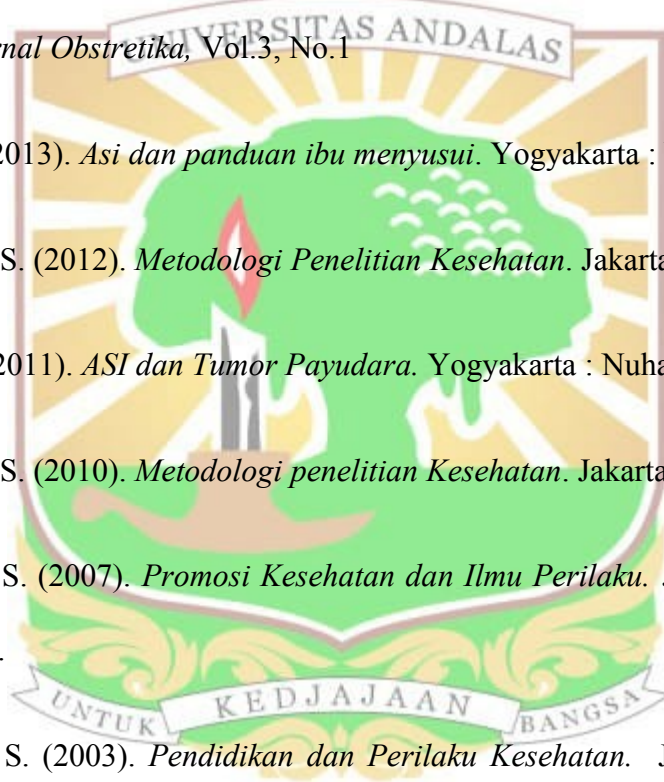 UNIVERSITAS ANDALAS
rnal Obstretika, Vol.3, No.1
2013). Asi dan panduan ibu menyusui. Yogyakarta :
S. (2012). Metodologi Penelitian Kesehatan. Jakarta
2011). ASI dan Tumor Payudara. Yogyakarta : Nuha
S. (2010). Metodologi penelitian Kesehatan. Jakarta
S. (2007). Promosi Kesehatan dan Ilmu Perilaku.
UNTUK KEDJAJAAN BANGSA
S. (2003). Pendidikan dan Perilaku Kesehatan. J